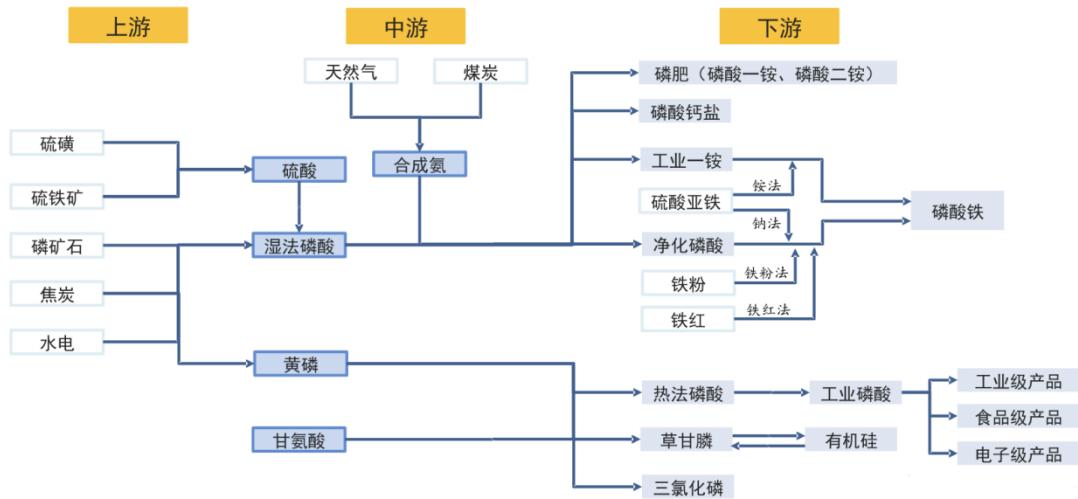 上游
中游
下游
天然气
煤炭
磷肥（磷酸一铵、磷酸二铵）
磷酸钙盐
硫磺
硫酸
合成氨
工业一铵
铵法
硫铁矿
硫酸亚铁
磷酸铁
钠法
磷矿石
湿法磷酸
净化磷酸
铁粉
铁粉法
焦炭
铁红
铁红法
水电
黄磷
热法磷酸
工业磷酸
工业级产品
食品级产品
甘氨酸
草甘膦
有机硅
电子级产品
三氯化磷